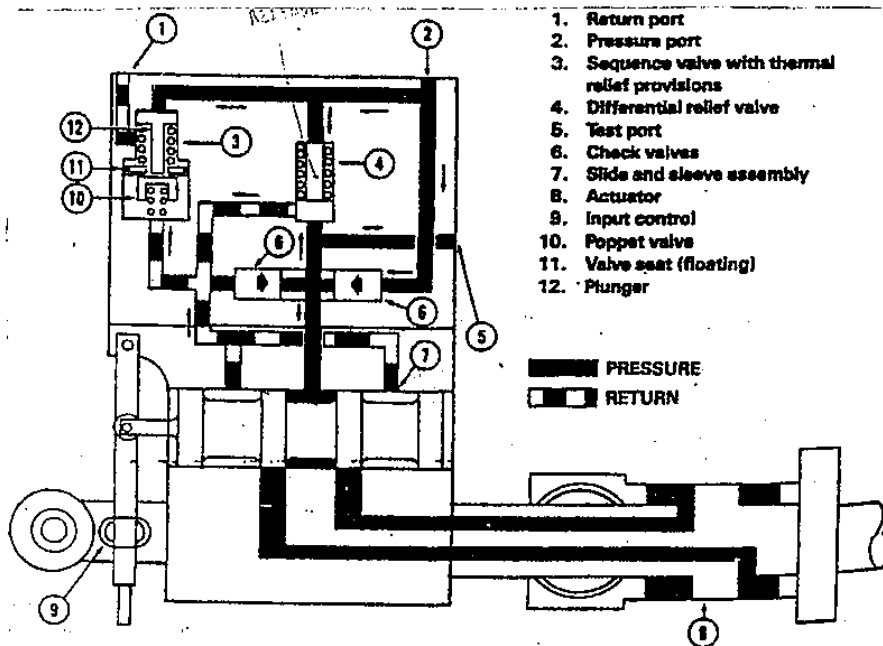 1. Return port
2. Pressure port
3. Sequence valve with thermal
relief provisions
4. Differential relief valve
5. Test port
6. Check valves
7. Slide and sleeve assembly
8. Actuator
9. Input control
10. Poppet valve
11. Valve seat (floating)
12. Plunger
PRESSURE
RETURN
1
2
12
3
11
4
10
6
6
5
7
9
8